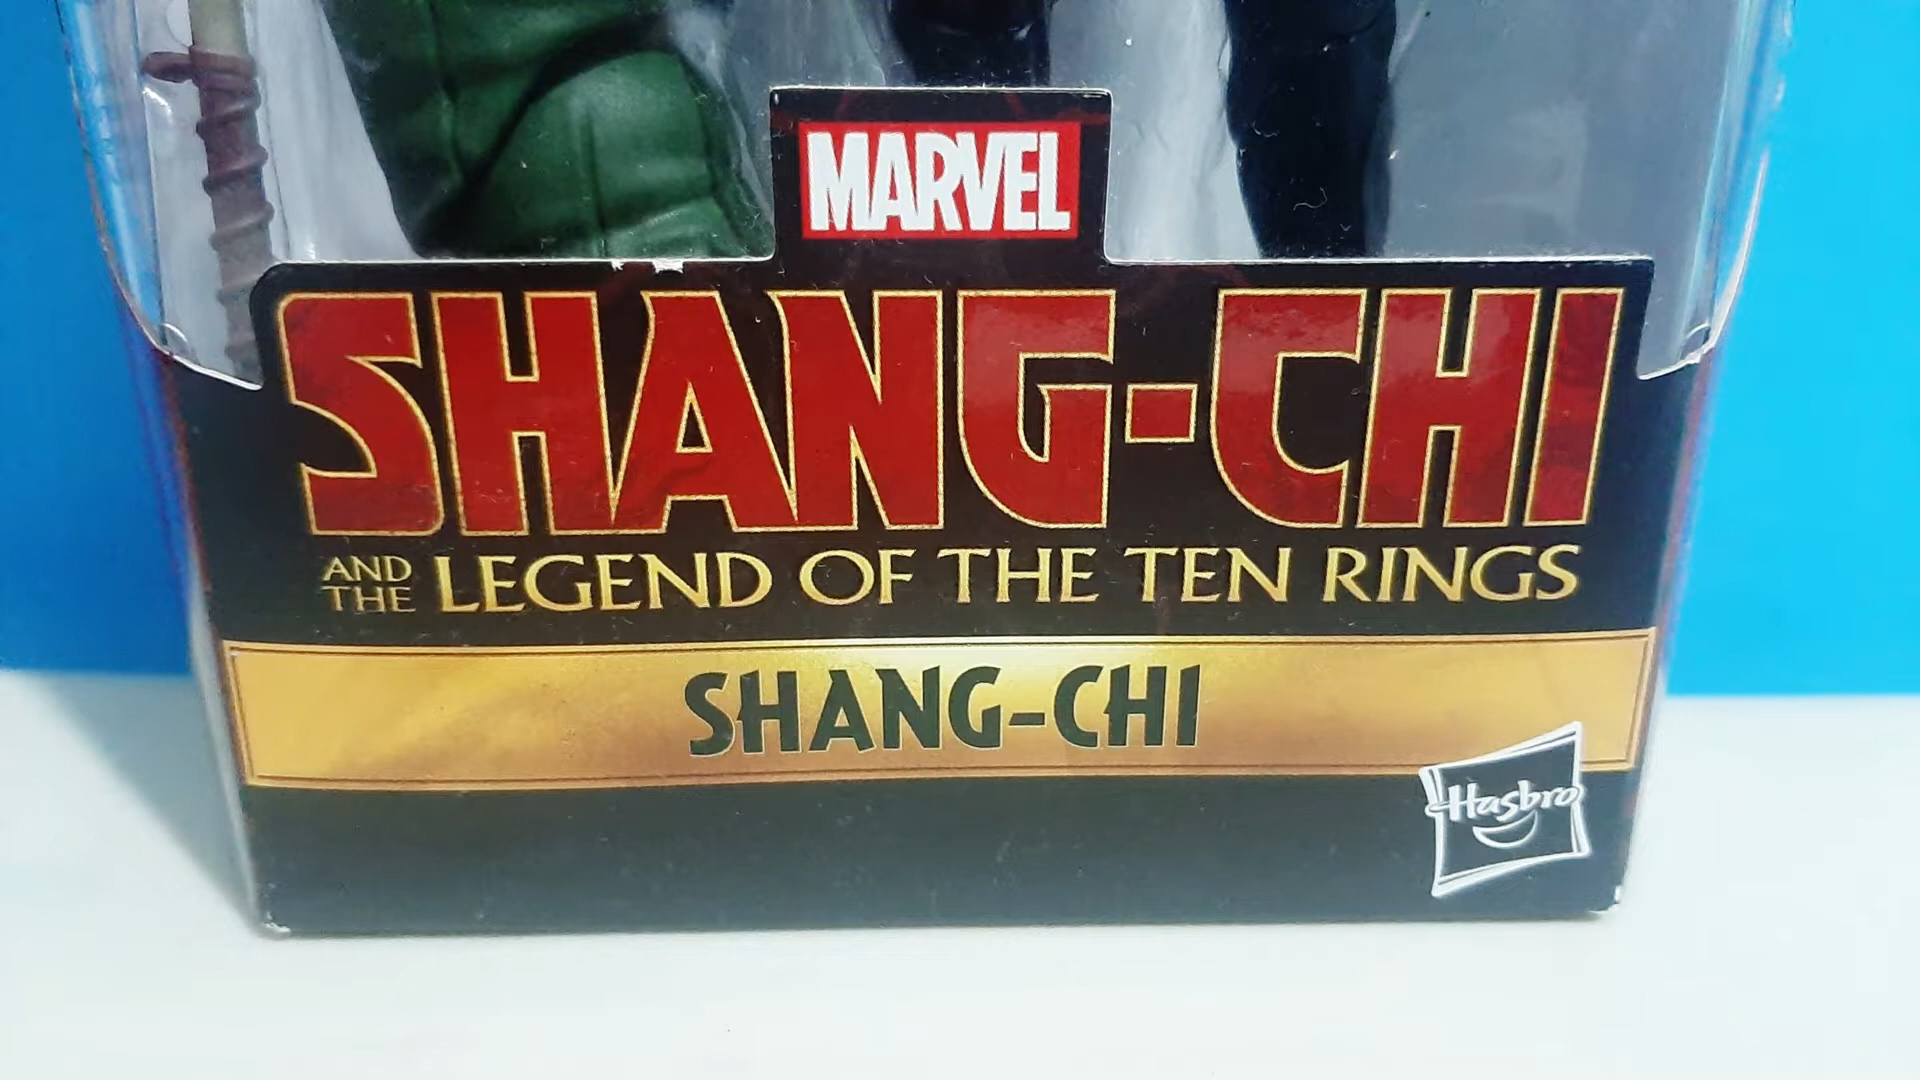 MARVEL
SHANG-CHI
AND THE LEGEND OF THE TEN RINGS
SHANG-CHI
Hasbro